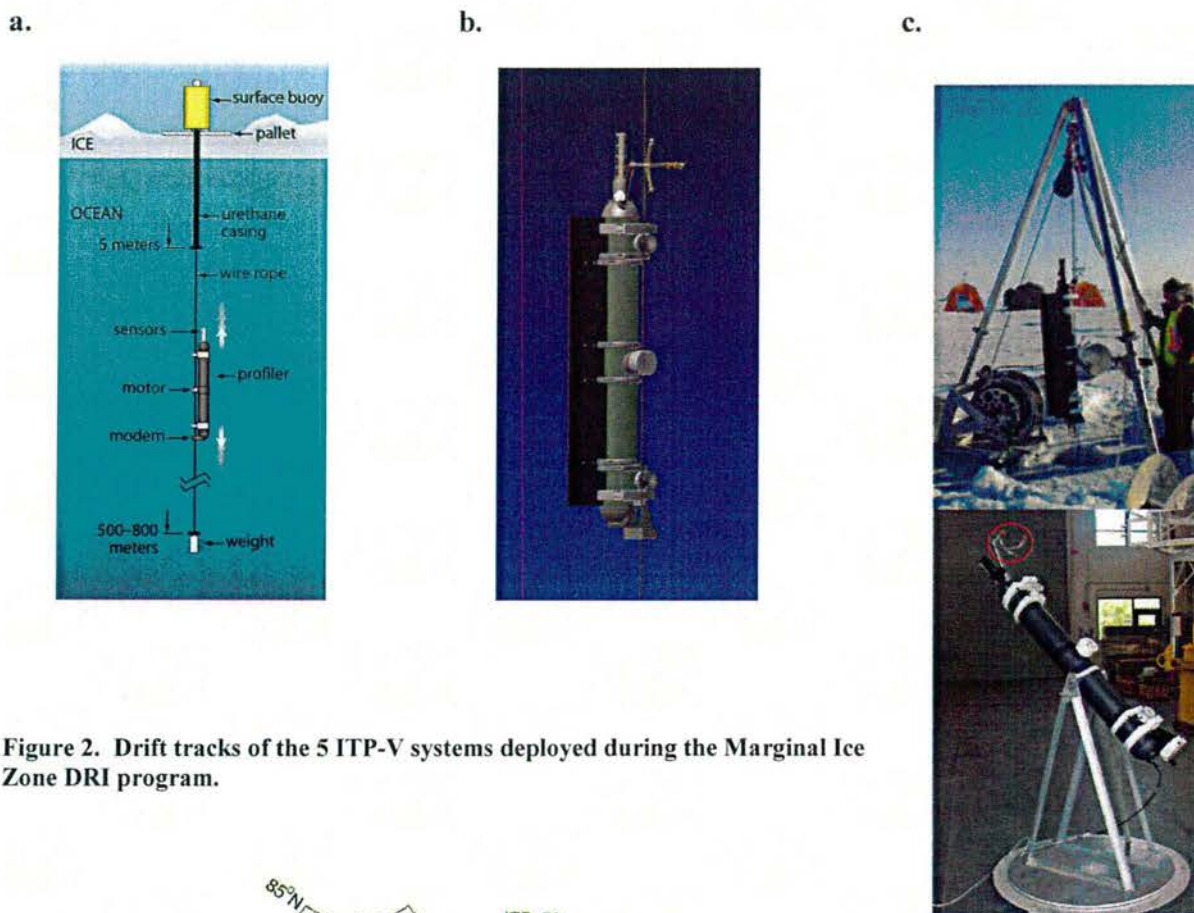 a.
b.
c.
surface buoy
pallet
ICE
OCEAN
urethane
casing
5 meters
wire rope
sensors
profiler
motor
modem
500–800
meters
weight
Figure 2. Drift tracks of the 5 ITP-V systems deployed during the Marginal Ice
Zone DRI program.
85°N